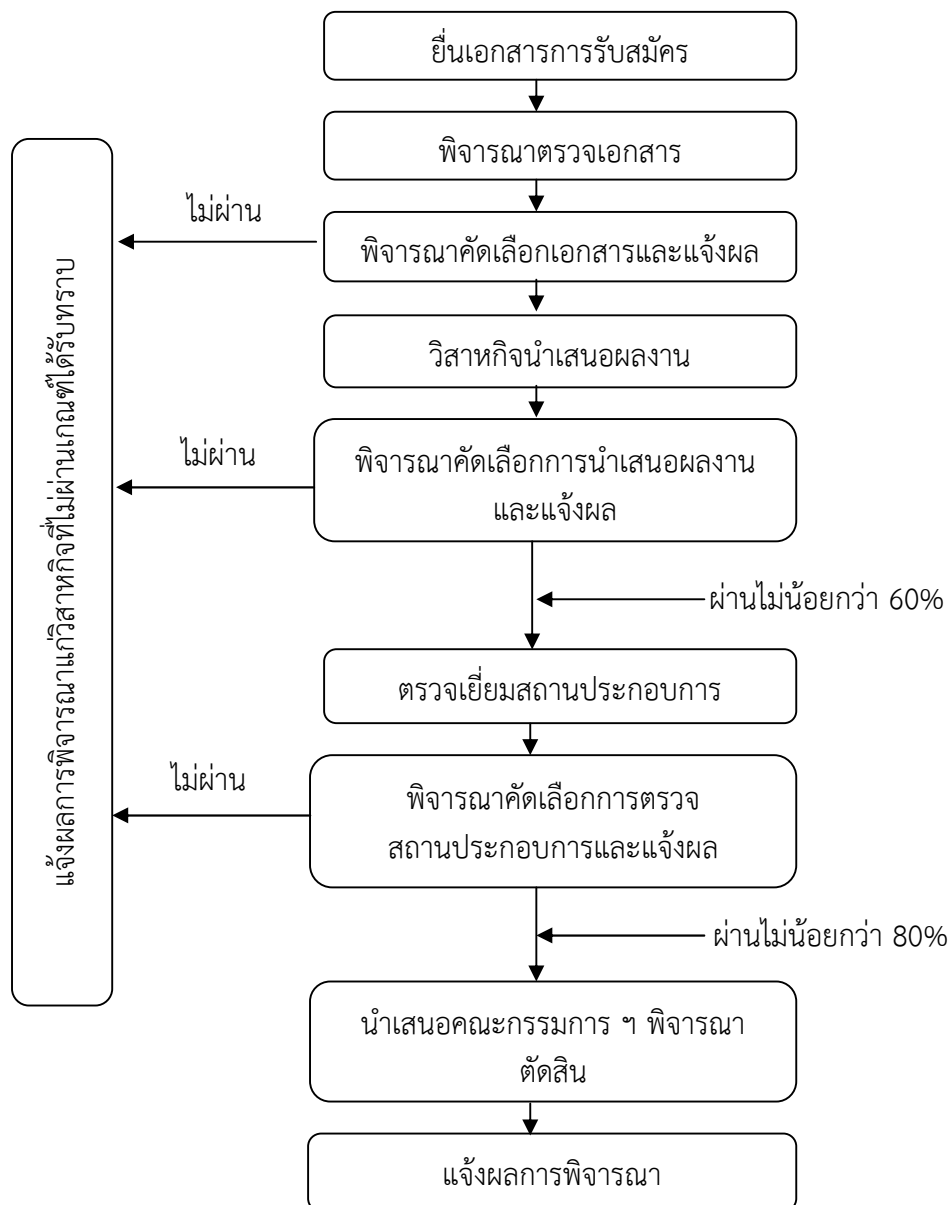 ยื่นเอกสารการรับสมัคร
พิจารณาตรวจเอกสาร
ไม่ผ่าน
พิจารณาคัดเลือกเอกสารและแจ้งผล
วิสาหกิจนำเสนอผลงาน
ไม่ผ่าน
พิจารณาคัดเลือกการนำเสนอผลงาน
และแจ้งผล
ผ่านไม่น้อยกว่า 60%
ตรวจเยี่ยมสถานประกอบการ
ไม่ผ่าน
พิจารณาคัดเลือกการตรวจ
สถานประกอบการและแจ้งผล
ผ่านไม่น้อยกว่า 80%
นำเสนอคณะกรรมการ ฯ พิจารณา
ตัดสิน
แจ้งผลการพิจารณา
แจ้งผลการพิจารณาแก่วิสาหกิจที่ไม่ผ่านเกณฑ์ได้รับทราบ